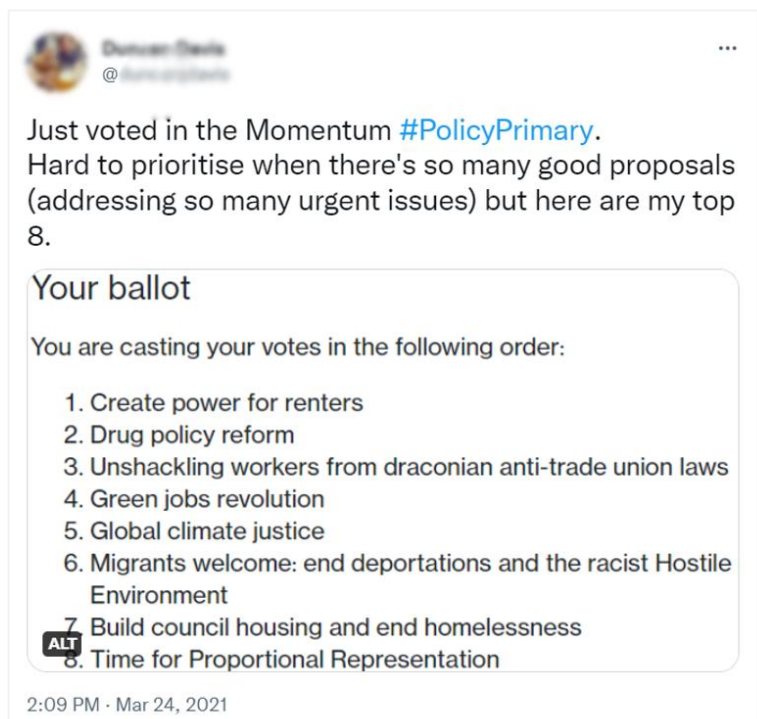 @
Just voted in the Momentum #PolicyPrimary.
Hard to prioritise when there's so many good proposals
(addressing so many urgent issues) but here are my top
8.
Your ballot
You are casting your votes in the following order:
1. Create power for renters
2. Drug policy reform
3. Unshackling workers from draconian anti-trade union laws
4. Green jobs revolution
5. Global climate justice
6. Migrants welcome: end deportations and the racist Hostile
Environment
7. Build council housing and end homelessness
ALT
8. Time for Proportional Representation
2:09 PM · Mar 24, 2021